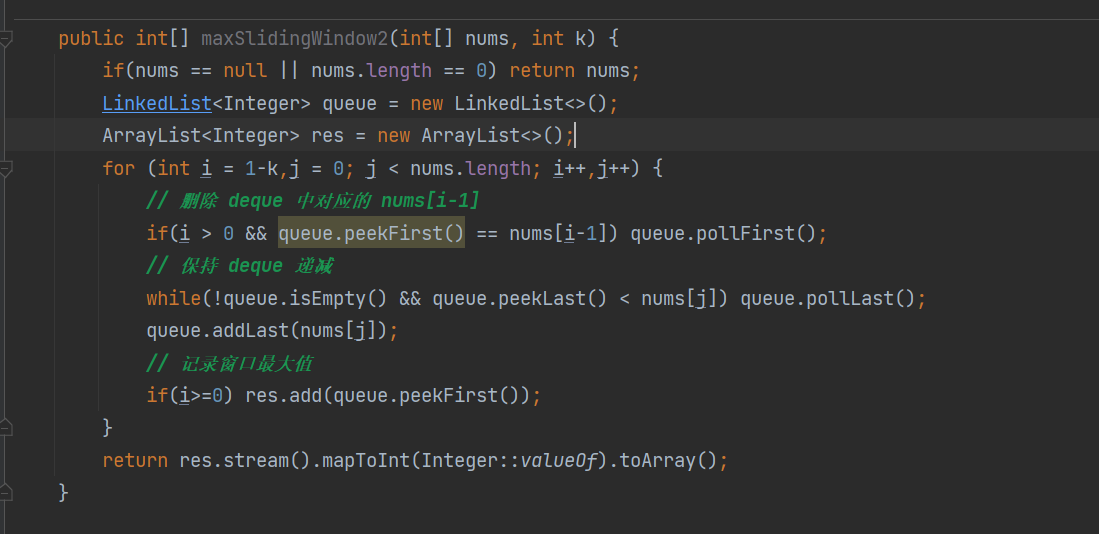 public int[] maxSlidingWindow2(int[] nums, int k) {
    if(nums == null || nums.length == 0) return nums;
    LinkedList<Integer> queue = new LinkedList<>();
    ArrayList<Integer> res = new ArrayList<>();
    for (int i = 1-k,j = 0; j < nums.length; i++,j++) {
        // 删除 deque 中对应的 nums[i-1]
        if(i > 0 && queue.peekFirst() == nums[i-1]) queue.pollFirst();
        // 保持 deque 递减
        while(!queue.isEmpty() && queue.peekLast() < nums[j]) queue.pollLast();
        queue.addLast(nums[j]);
        // 记录窗口最大值
        if(i>=0) res.add(queue.peekFirst());
    }
    return res.stream().mapToInt(Integer::valueOf).toArray();
}